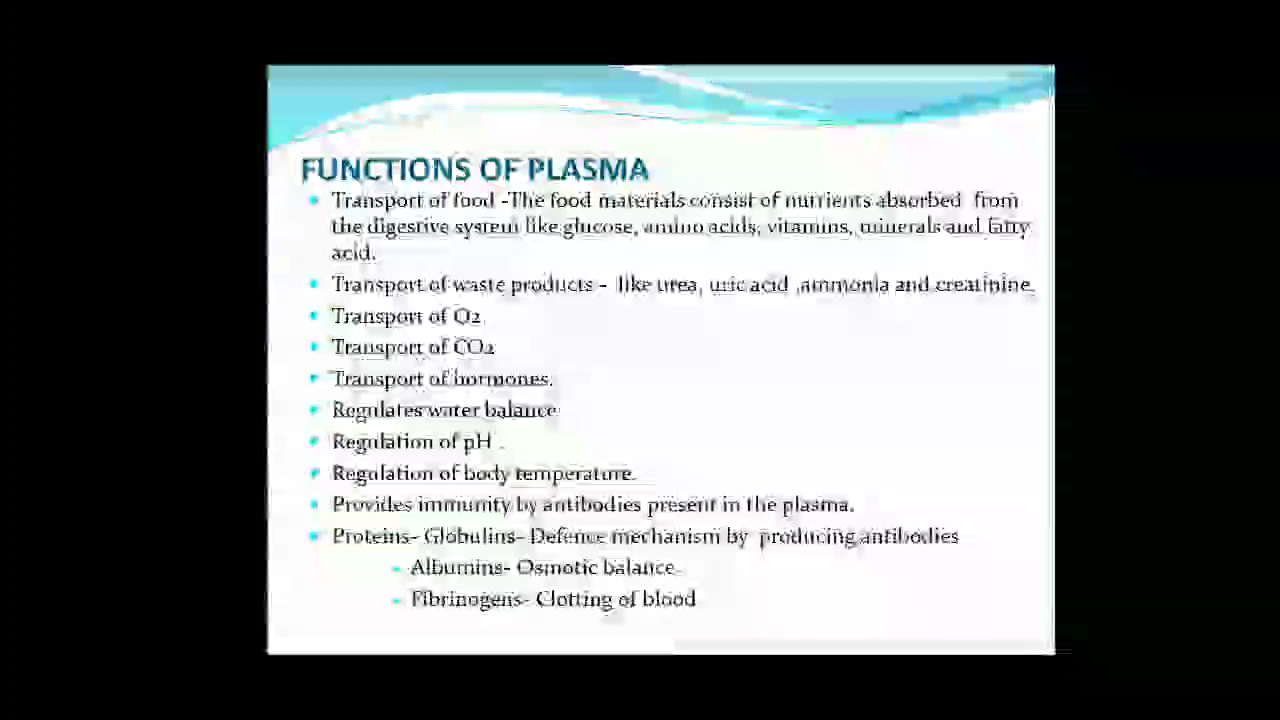 FUNCTIONS OF PLASMA
Transport of food -The food materials consist of nutrients absorbed from
the digestive system like glucose, amino acids, vitamins, minerals and fatty
acid.
Transport of waste products - like urea, uric acid ,ammonia and creatinine.
Transport of O2
Transport of CO2
Transport of hormones.
Regulates water balance
Regulation of pH .
Regulation of body temperature.
Provides immunity by antibodies present in the plasma.
Proteins- Globulins- Defence mechanism by producing antibodies
Albumins- Osmotic balance.
Fibrinogens- Clotting of blood